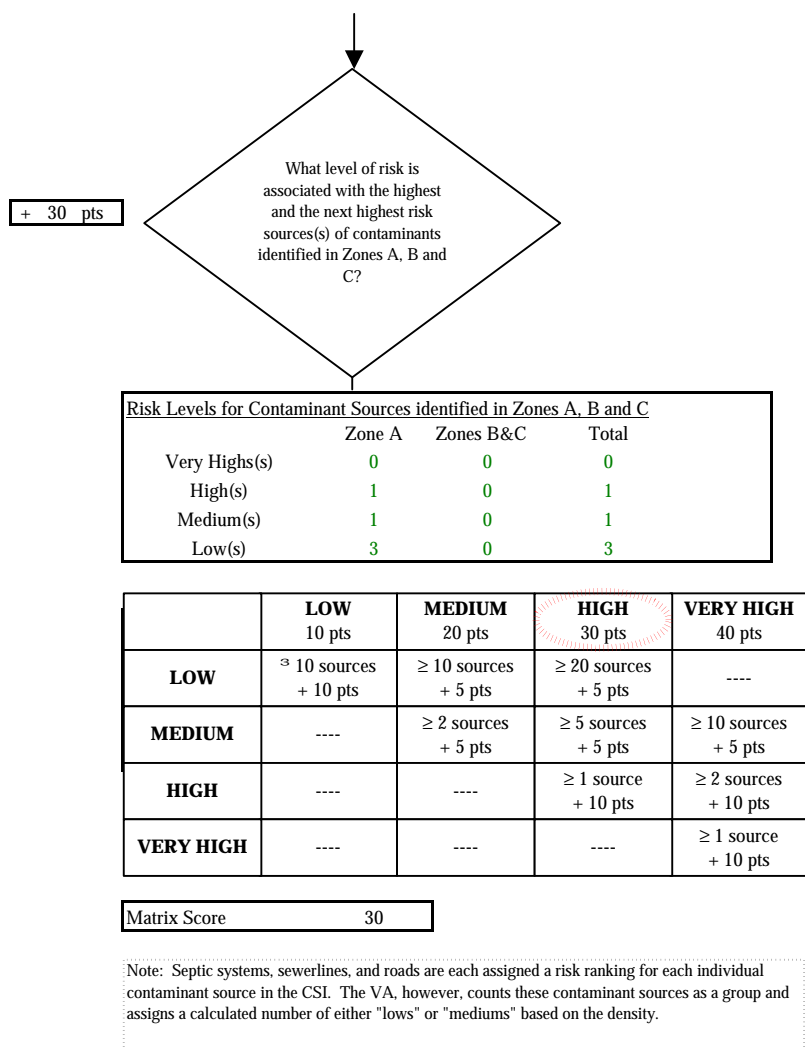 What level of risk is
associated with the highest
and the next highest risk
sources(s) of contaminants
identified in Zones A, B and
C?
+ 30 pts
Risk Levels for Contaminant Sources identified in Zones A, B and C
Zone A Zones B&C Total
Very Highs(s) 0 0 0
High(s) 1 0 1
Medium(s) 1 0 1
Low(s) 3 0 3
LOW MEDIUM HIGH VERY HIGH
10 pts 20 pts 30 pts 40 pts
LOW ³ 10 sources ≥ 10 sources ≥ 20 sources ----
+ 10 pts + 5 pts + 5 pts
MEDIUM ---- ≥ 2 sources ≥ 5 sources ≥ 10 sources
+ 5 pts + 5 pts + 5 pts
HIGH ---- ---- ≥ 1 source ≥ 2 sources
+ 10 pts + 10 pts
VERY HIGH ---- ---- ---- ≥ 1 source
+ 10 pts
Matrix Score 30
Note: Septic systems, sewerlines, and roads are each assigned a risk ranking for each individual
contaminant source in the CSI. The VA, however, counts these contaminant sources as a group and
assigns a calculated number of either "lows" or "mediums" based on the density.